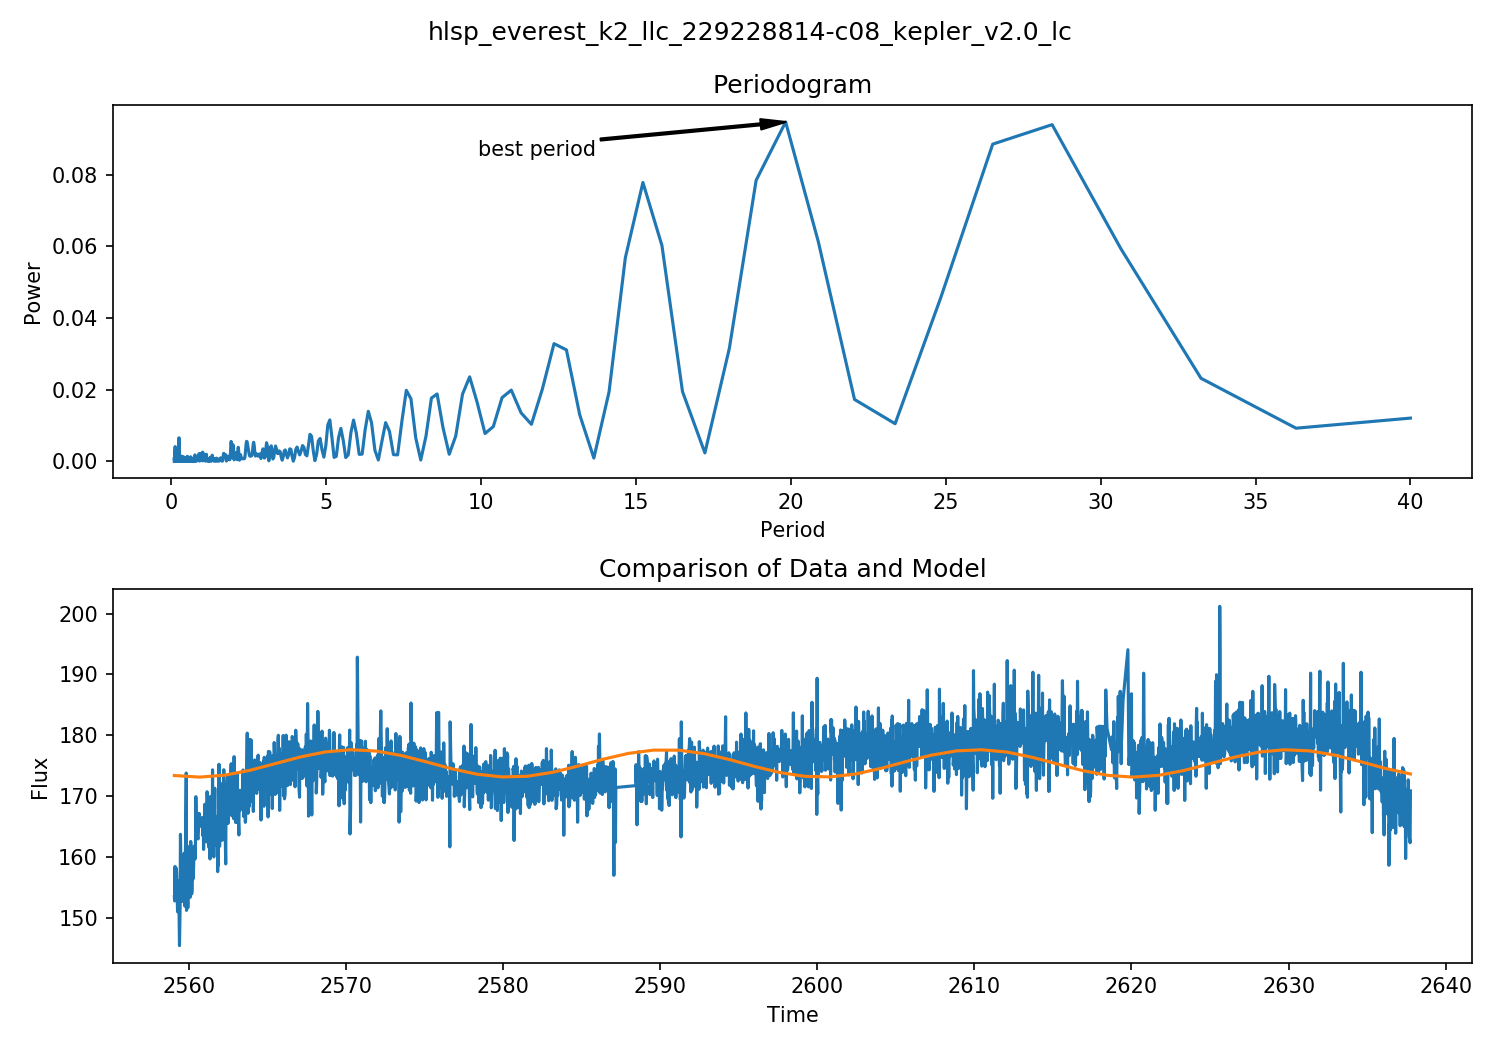 hlsp_everest_k2_llc_229228814-c08_kepler_v2.0_lc
Periodogram
best period
Power
0.08
0.06
0.04
0.02
0.00
0 5 10 15 20 25 30 35 40
Period
Comparison of Data and Model
Flux
200
190
180
170
160
150
2560 2570 2580 2590 2600 2610 2620 2630 2640
Time